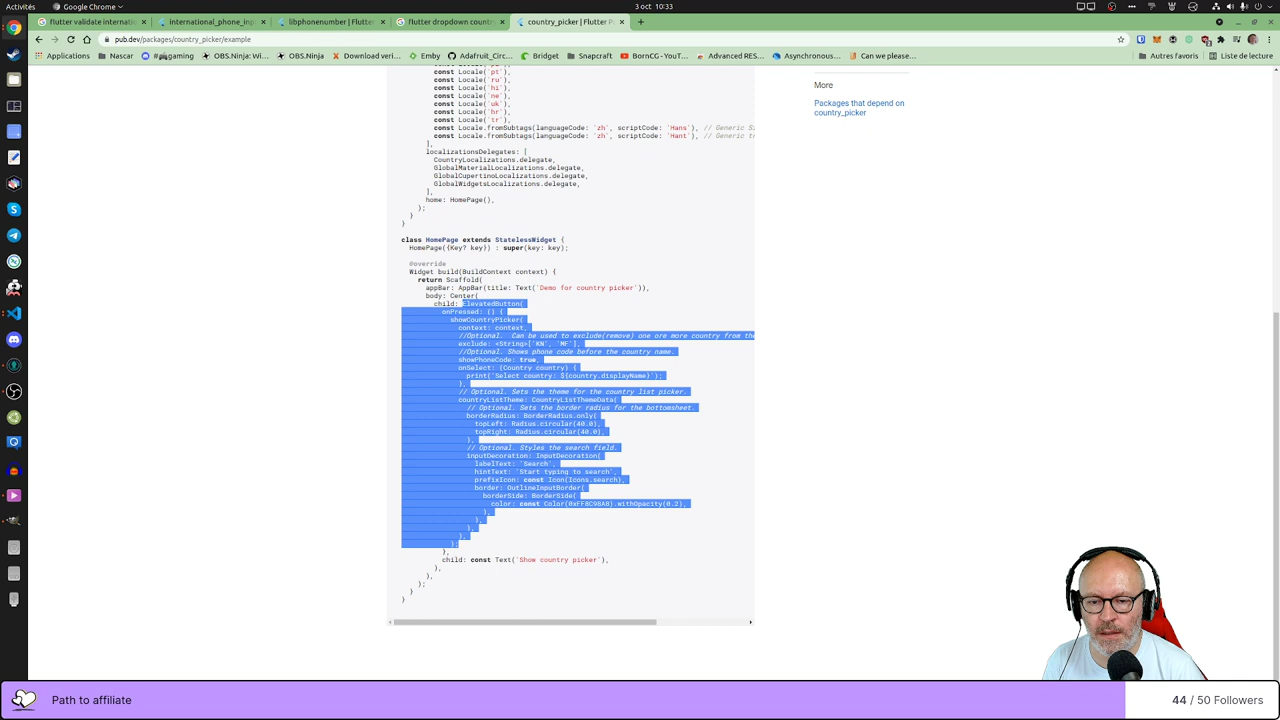 Activités
Google Chrome
3 oct 10:33
flutter validate internatio
international_phone_inp
libphonenumber | Flutter
flutter dropdown countr
country_picker | Flutter P
pub.dev/packages/country_picker/example
Applications
Nascar
OBS.Ninja: Wi...
OBS.Ninja
Download verti...
Emby
Adafruit_Circ...
Bridget
Snapcraft
BornCG - YouT...
Advanced RES...
Asynchronous...
Can we please...
Autres favoris
Liste de lecture
const Locale('pt'),
const Locale('ru'),
const Locale('hi'),
const Locale('ne'),
const Locale('uk'),
const Locale('hr'),
const Locale('tr'),
const Locale.fromSubtags(languageCode: 'zh', scriptCode: 'Hans'), // Generic S
const Locale.fromSubtags(languageCode: 'zh', scriptCode: 'Hant'), // Generic tr
],
localizationsDelegates: [
CountryLocalizations.delegate,
GlobalMaterialLocalizations.delegate,
GlobalCupertinoLocalizations.delegate,
GlobalWidgetsLocalizations.delegate,
],
home: HomePage(),
);
}
}
class HomePage extends StatelessWidget {
HomePage({Key? key}) : super(key: key);
@override
Widget build(BuildContext context) {
return Scaffold(
appBar: AppBar(title: Text('Demo for country picker')),
body: Center(
child: ElevatedButton(
onPressed: () {
showCountryPicker(
context: context,
//Optional. Can be used to exclude(remove) one ore more country from the
exclude: <String>['KN', 'MF'],
//Optional. Shows phone code before the country name.
showPhoneCode: true,
onSelect: (Country country) {
print('Select country: ${country.displayName}');
},
// Optional. Sets the theme for the country list picker.
countryListTheme: CountryListThemeData(
// Optional. Sets the border radius for the bottomsheet.
borderRadius: BorderRadius.only(
topLeft: Radius.circular(40.0),
topRight: Radius.circular(40.0),
),
// Optional. Styles the search field.
inputDecoration: InputDecoration(
labelText: 'Search',
hintText: 'Start typing to search',
prefixIcon: const Icon(Icons.search),
border: OutlineInputBorder(
borderSide: BorderSide(
color: const Color(0xFF8C98A8).withOpacity(0.2),
),
),
),
),
);
},
child: const Text('Show country picker'),
),
),
);
}
}
More
Packages that depend on
country_picker
Path to affiliate
44 / 50 Followers